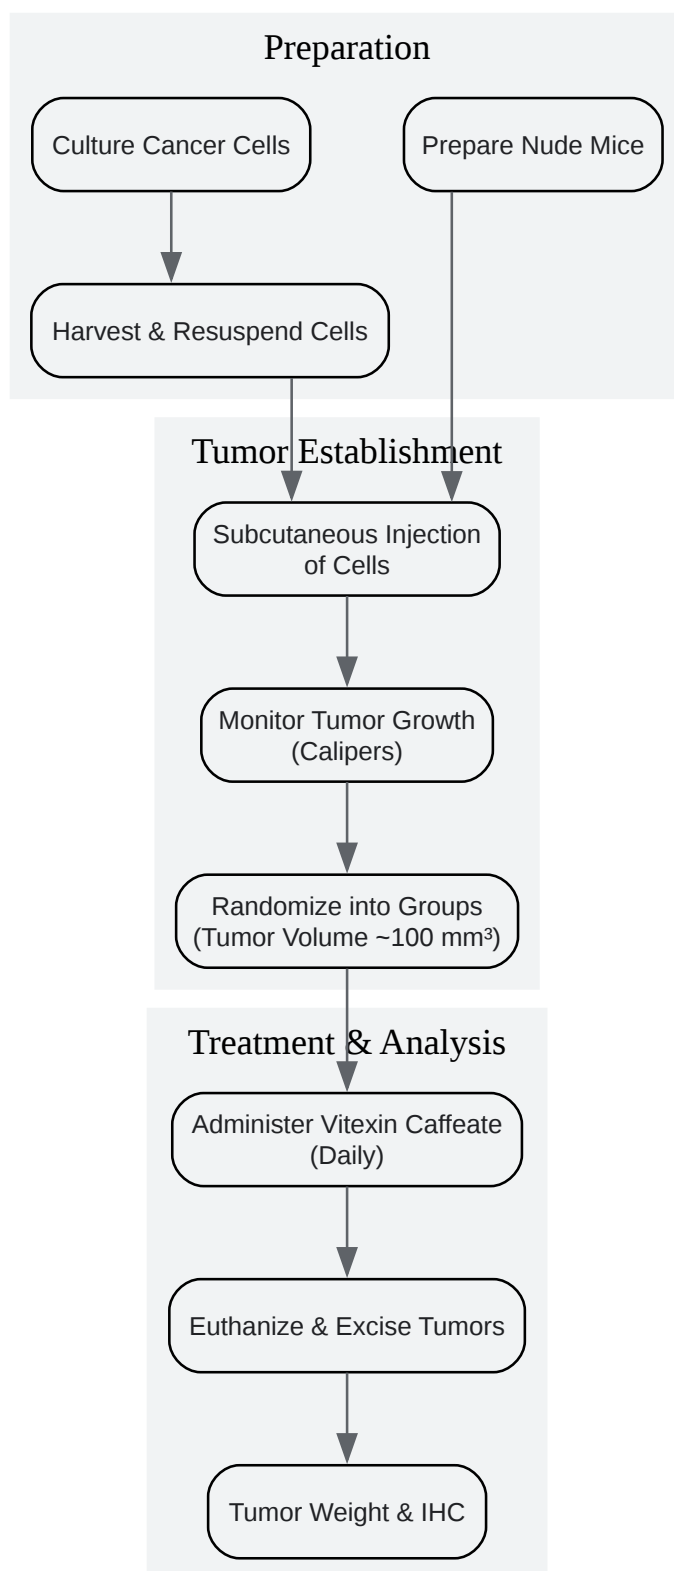 Preparation
Culture Cancer Cells
Prepare Nude Mice
Harvest & Resuspend Cells
Tumor Establishment
Subcutaneous Injection
of Cells
Monitor Tumor Growth
(Calipers)
Randomize into Groups
(Tumor Volume ~100 mm³)
Treatment & Analysis
Administer Vitexin Caffeate
(Daily)
Euthanize & Excise Tumors
Tumor Weight & IHC